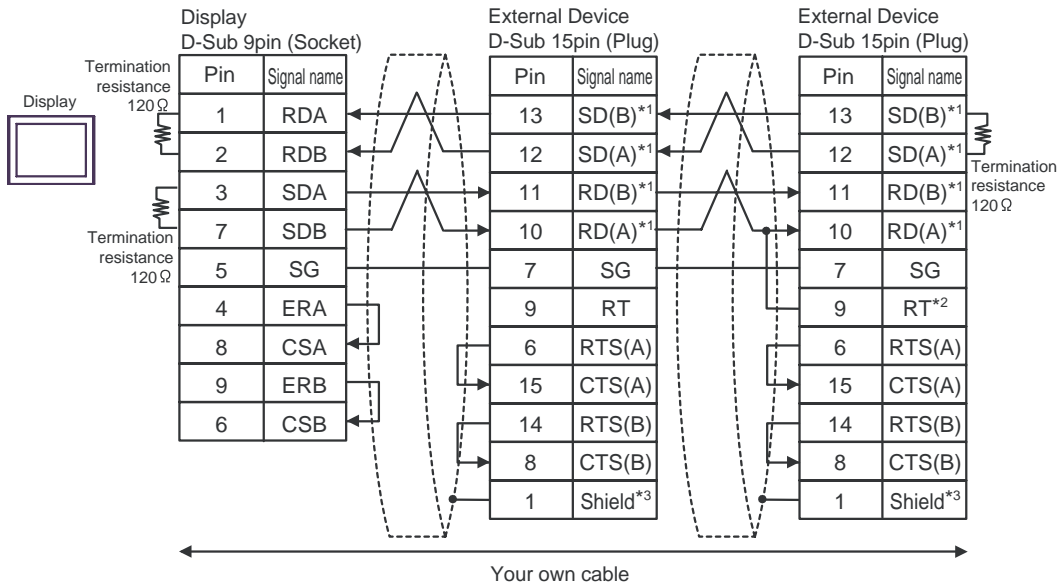 Display
D-Sub 9pin (Socket)
External Device
D-Sub 15pin (Plug)
External Device
D-Sub 15pin (Plug)
Display
Termination
resistance
120Ω
Termination
resistance
120Ω
Pin Signal name
1 RDA
2 RDB
3 SDA
7 SDB
5 SG
4 ERA
8 CSA
9 ERB
6 CSB
Pin Signal name
13 SD(B)*1
12 SD(A)*1
11 RD(B)*1
10 RD(A)*1
7 SG
9 RT
6 RTS(A)
15 CTS(A)
14 RTS(B)
8 CTS(B)
1 Shield*3
Pin Signal name
13 SD(B)*1
12 SD(A)*1
11 RD(B)*1
10 RD(A)*1
7 SG
9 RT*2
6 RTS(A)
15 CTS(A)
14 RTS(B)
8 CTS(B)
1 Shield*3
Termination
resistance
120Ω
Your own cable